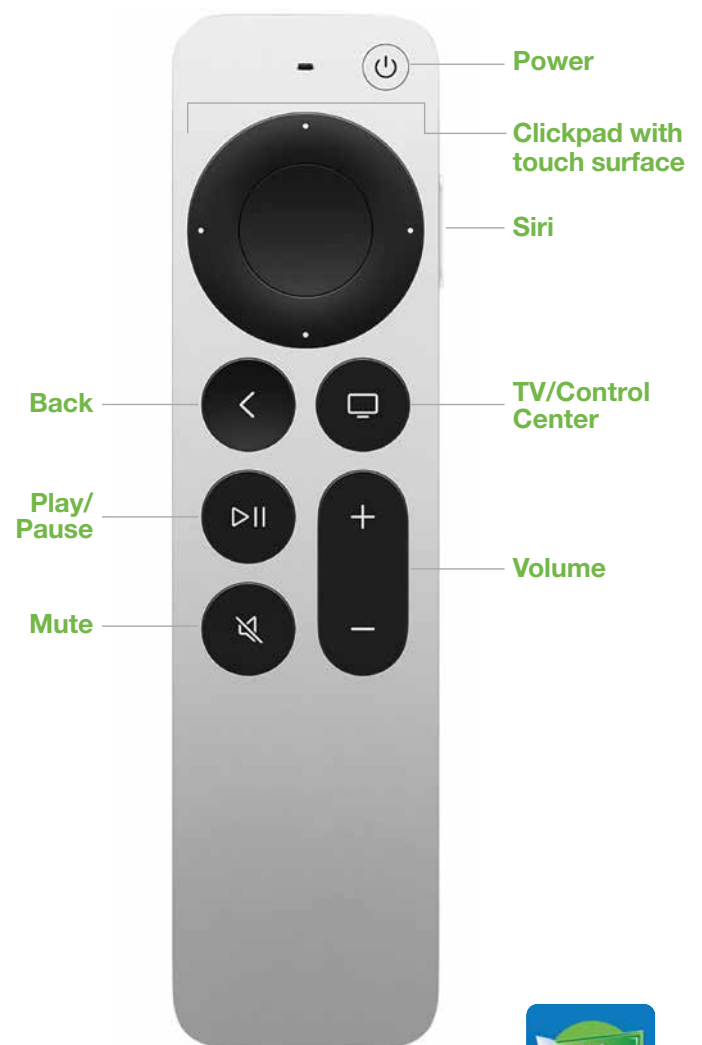 Power
Clickpad with
touch surface
Siri
Back
TV/Control
Center
Play/
Pause
Volume
Mute